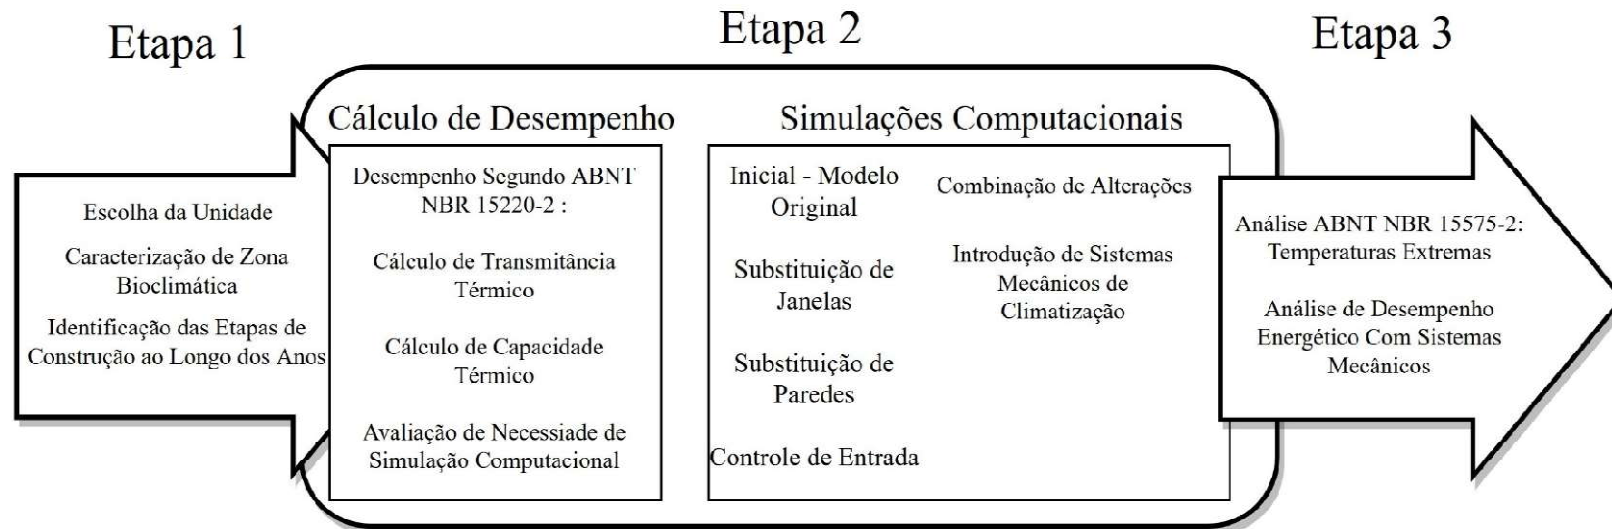 Etapa 1
Escolha da Unidade
Caracterização de Zona
Bioclimática
Identificação das Etapas de
Construção ao Longo dos Anos
Etapa 2
Cálculo de Desempenho
Desempenho Segundo ABNT
NBR 15220-2 :
Cálculo de Transmitância
Térmico
Cálculo de Capacidade
Térmico
Avaliação de Necessiade de
Simulação Computacional
Simulações Computacionais
Inicial - Modelo
Original
Substituição de
Janelas
Substituição de
Paredes
Controle de Entrada
Combinação de Alterações
Introdução de Sistemas
Mecânicos de
Climatização
Etapa 3
Análise ABNT NBR 15575-2:
Temperaturas Extremas
Análise de Desempenho
Energético Com Sistemas
Mecânicos